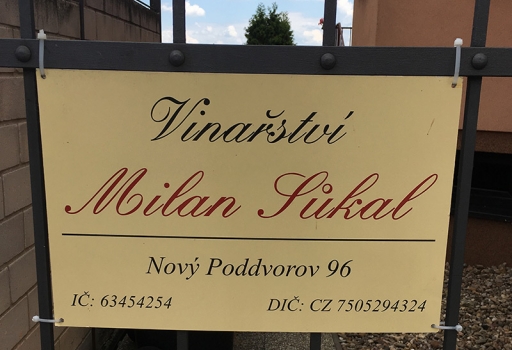 Vinařství
Milan Sůkal
Nový Poddvorov 96
IČ: 63454254 DIČ: CZ 7505294324